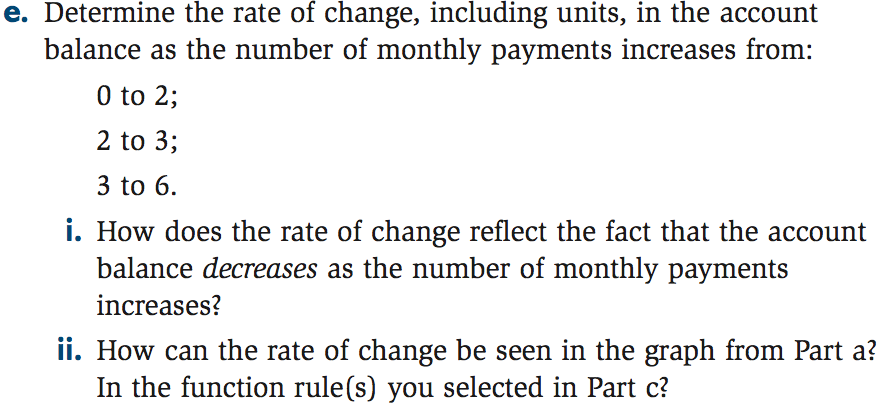 e. Determine the rate of change, including units, in the account
balance as the number of monthly payments increases from:
0 to 2;
2 to 3;
3 to 6.
i. How does the rate of change reflect the fact that the account
balance decreases as the number of monthly payments
increases?
ii. How can the rate of change be seen in the graph from Part a?
In the function rule(s) you selected in Part c?